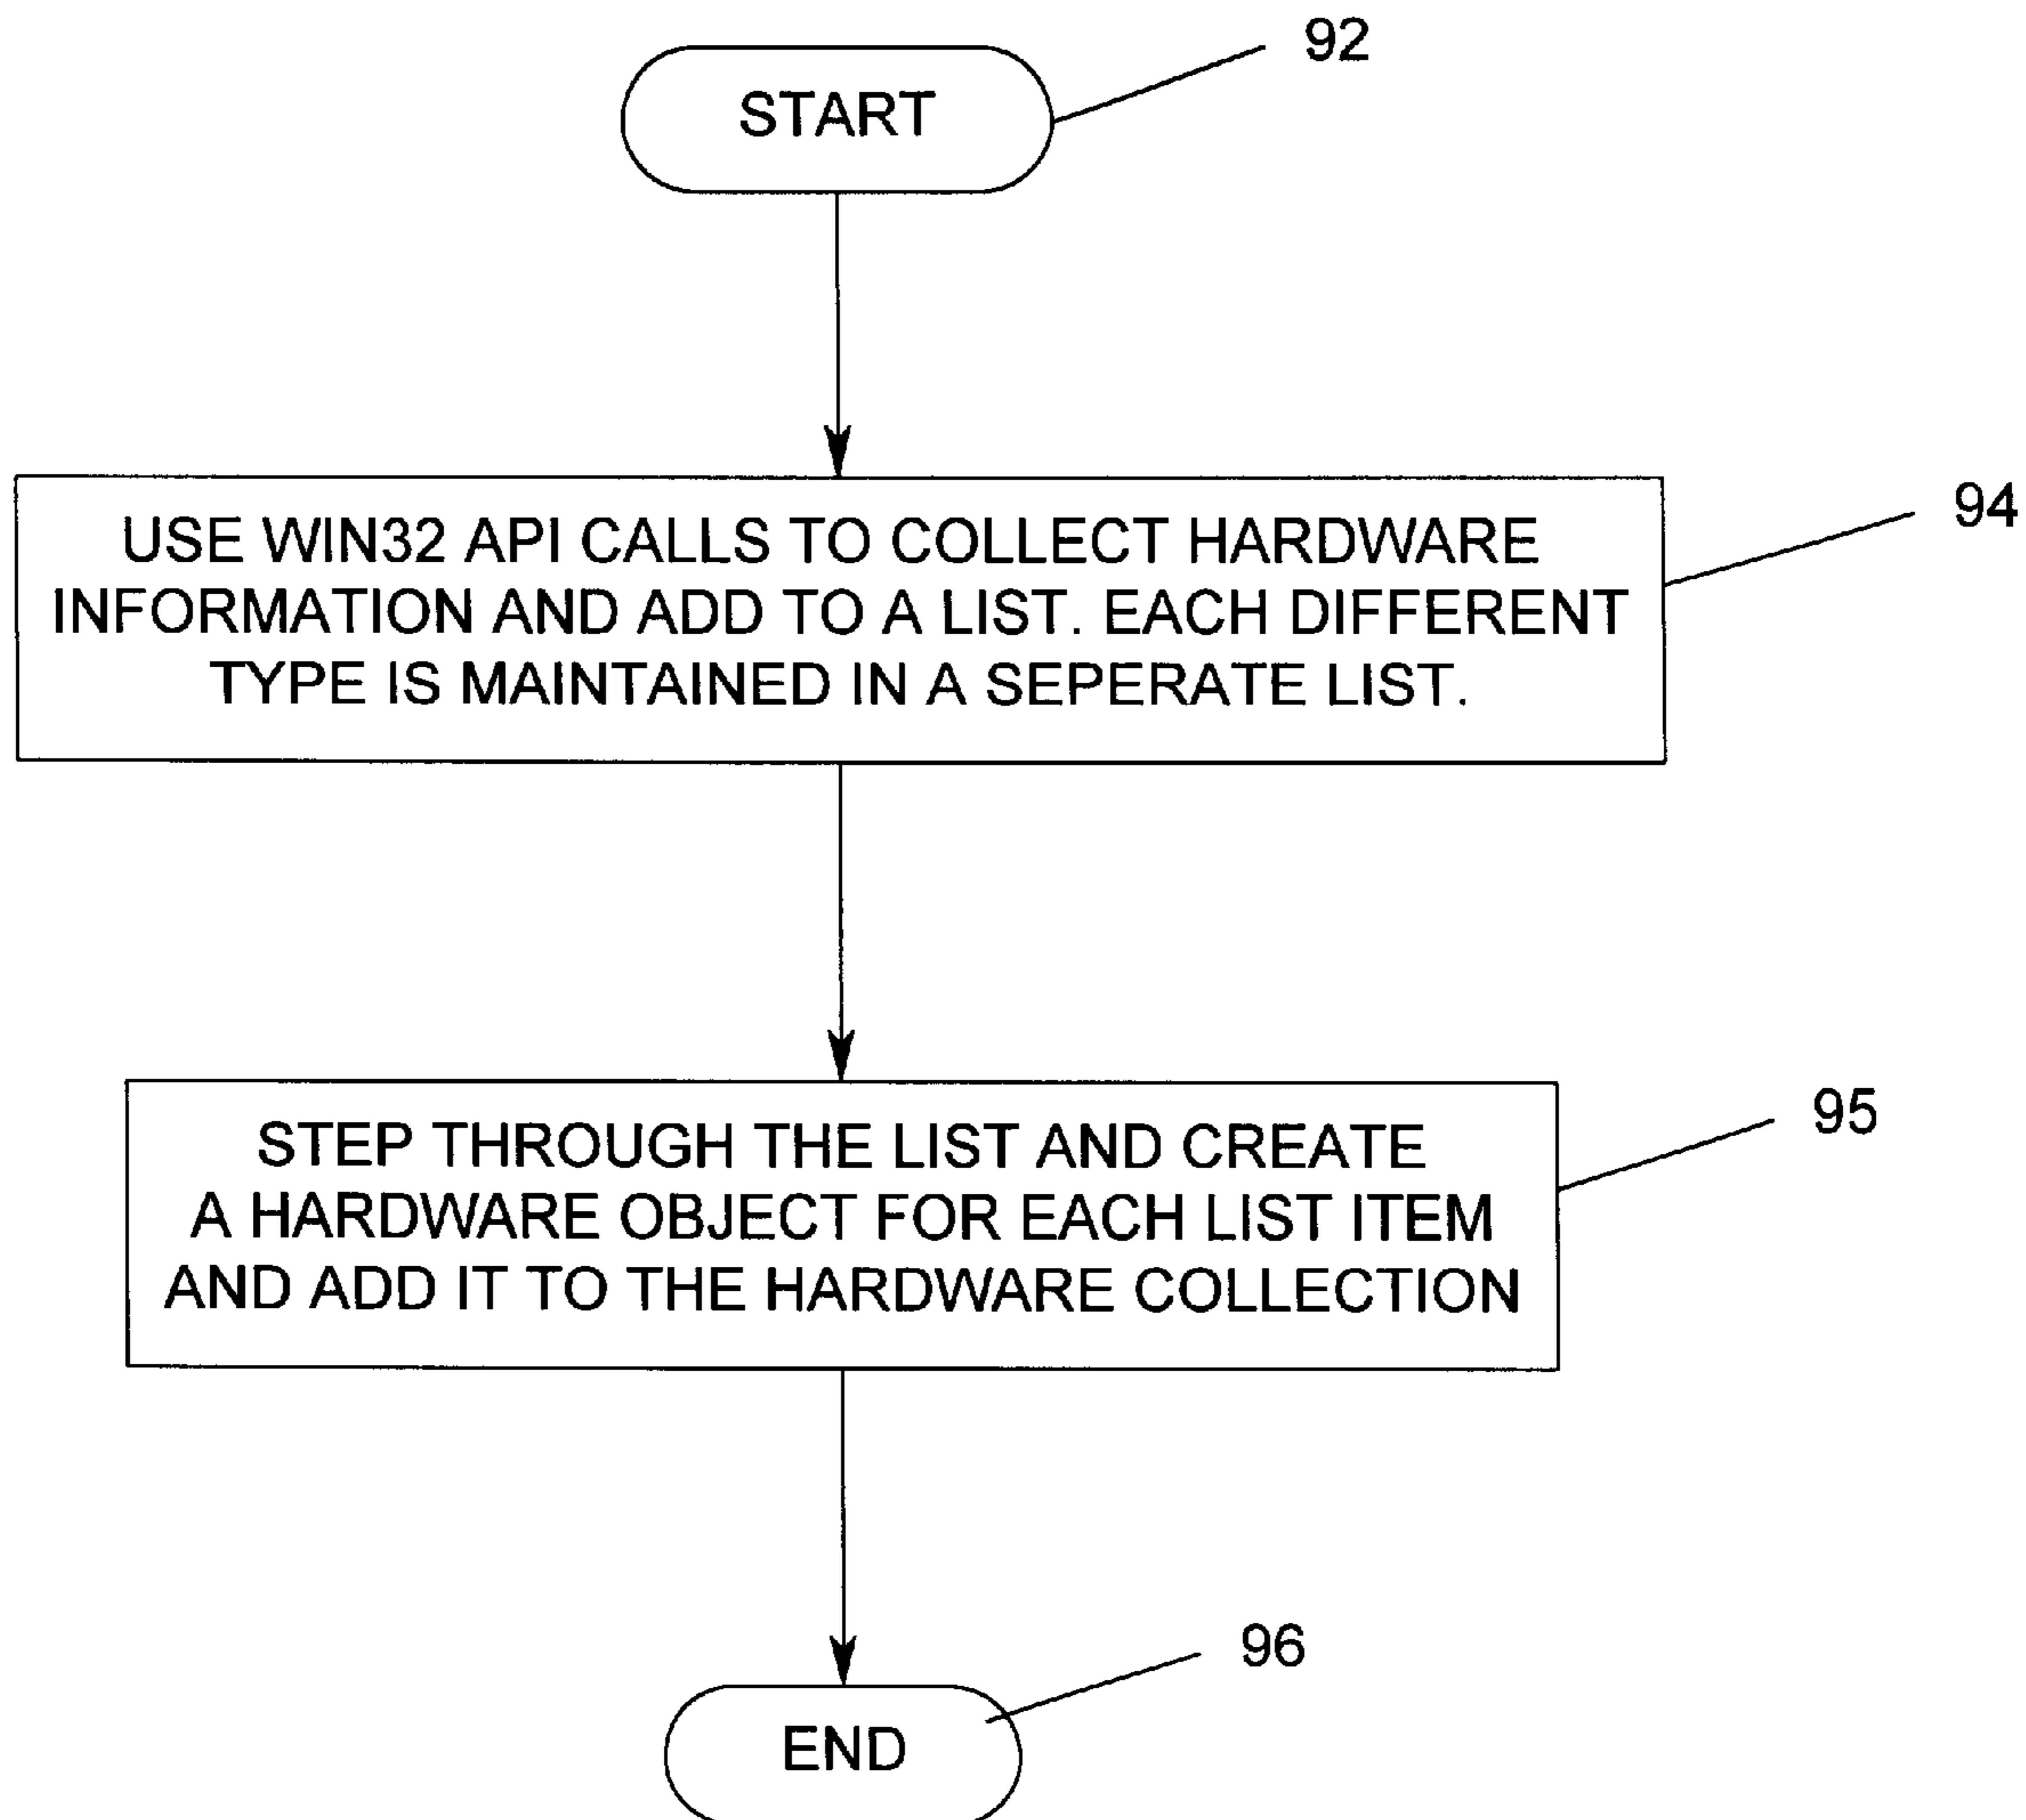 92
START
94
USE WIN32 API CALLS TO COLLECT HARDWARE
INFORMATION AND ADD TO A LIST. EACH DIFFERENT
TYPE IS MAINTAINED IN A SEPERATE LIST.
95
STEP THROUGH THE LIST AND CREATE
A HARDWARE OBJECT FOR EACH LIST ITEM
AND ADD IT TO THE HARDWARE COLLECTION
96
END